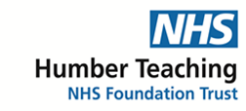 NHS
Humber Teaching
NHS Foundation Trust